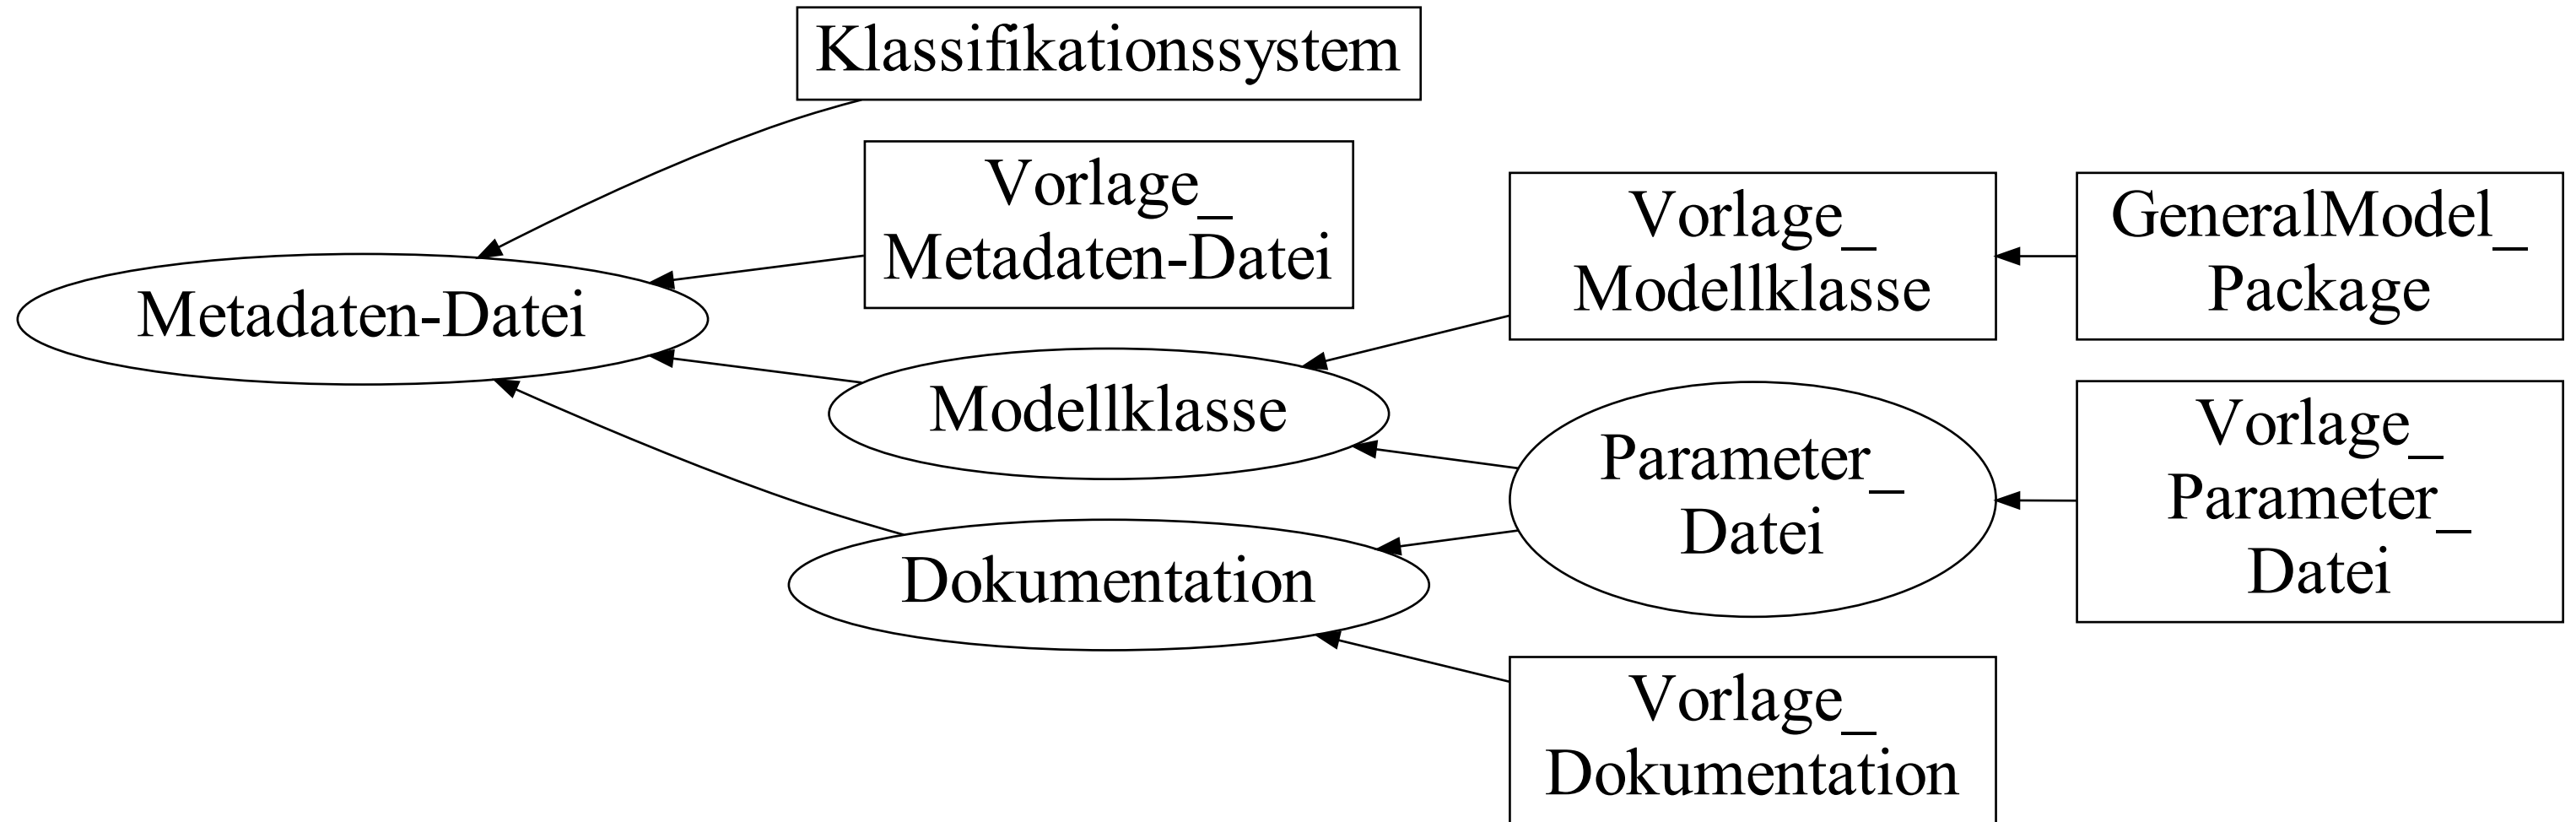 Klassifikationssystem
Vorlage_
Metadaten-Datei
Metadaten-Datei
Modellklasse
Dokumentation
Vorlage_
Modellklasse
Parameter_
Datei
Vorlage_
Dokumentation
GeneralModel_
Package
Vorlage_
Parameter_
Datei